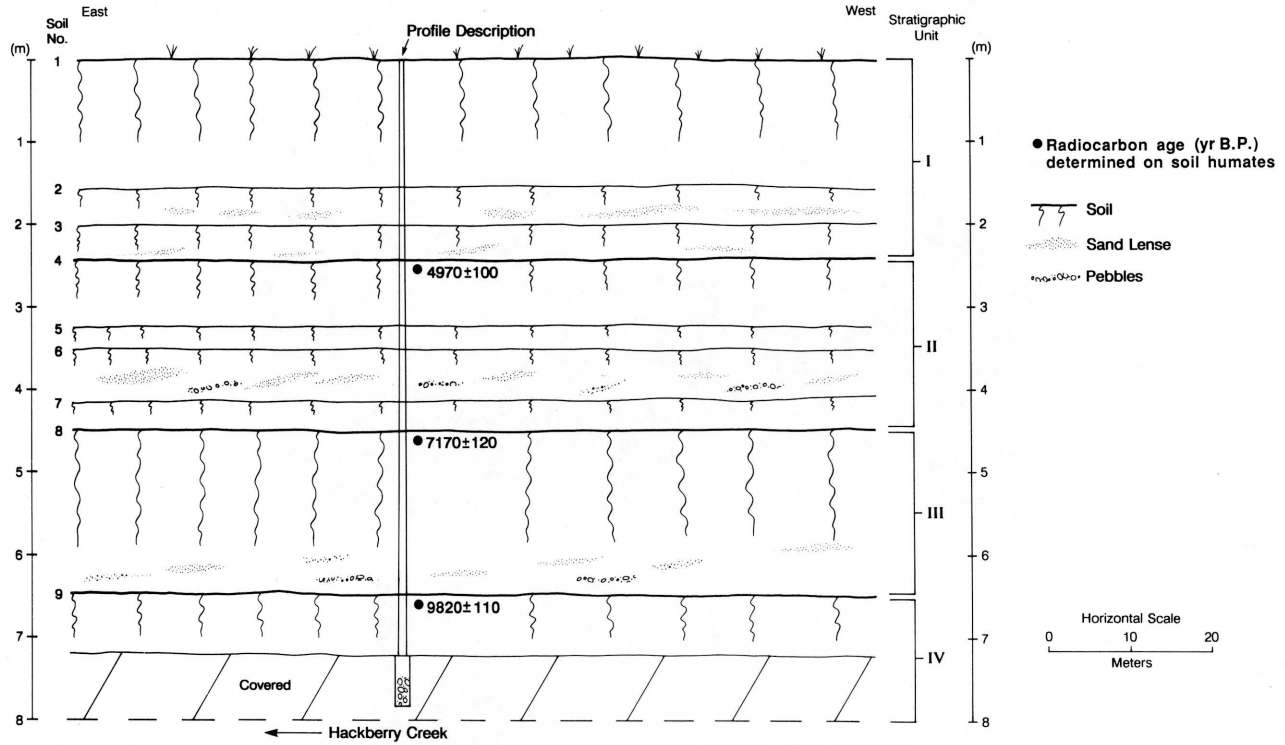 East
West
Soil
No.
Stratigraphic
Unit
(m)
(m)
Profile Description
1
1
1
I
2
2
3
2
4
4970±100
3
3
5
6
II
4
4
7
8
7170±120
5
5
III
6
6
9
9820±110
7
7
IV
Covered
8
8
Hackberry Creek
● Radiocarbon age (yr B.P.)
determined on soil humates
Soil
Sand Lense
Pebbles
Horizontal Scale
0 10 20
Meters